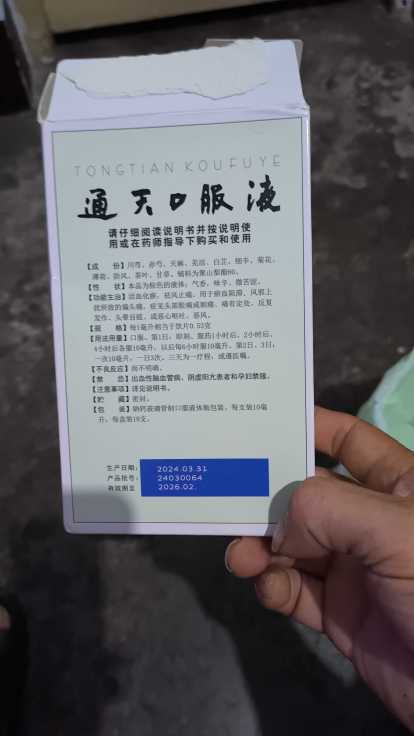 TONGTIAN KOUFUYE
通天口服液
请仔细阅读说明书并按说明使
用或在药师指导下购买和使用
【成　份】川芎、赤芍、天麻、羌活、白芷、细辛、菊花、
薄荷、防风、茶叶、甘草。辅料为聚山梨酯80。
【性　状】本品为棕色的液体；气香，味辛、微苦涩。
【功能主治】活血化瘀，祛风止痛。用于瘀血阻滞、风邪上
扰所致的偏头痛，症见头部胀痛或刺痛、痛有定处、反复
发作、头晕目眩，或恶心呕吐、恶风。
【规　格】每1毫升相当于饮片0.53克
【用法用量】口服。第1日：即刻、服药1小时后、2小时后、
4小时后各服10毫升，以后每6小时服10毫升。第2日、3日，
一次10毫升，一日3次。三天为一疗程，或遵医嘱。
【不良反应】尚不明确。
【禁　忌】出血性脑血管病、阴虚阳亢患者和孕妇禁服。
【注意事项】详见说明书。
【贮　藏】密封。
【包　装】钠钙玻璃管制口服液体瓶包装，每支装10毫
升，每盒装10支。
生产日期： 2024.03.31
产品批号： 24030064
有效期至 2026.02.